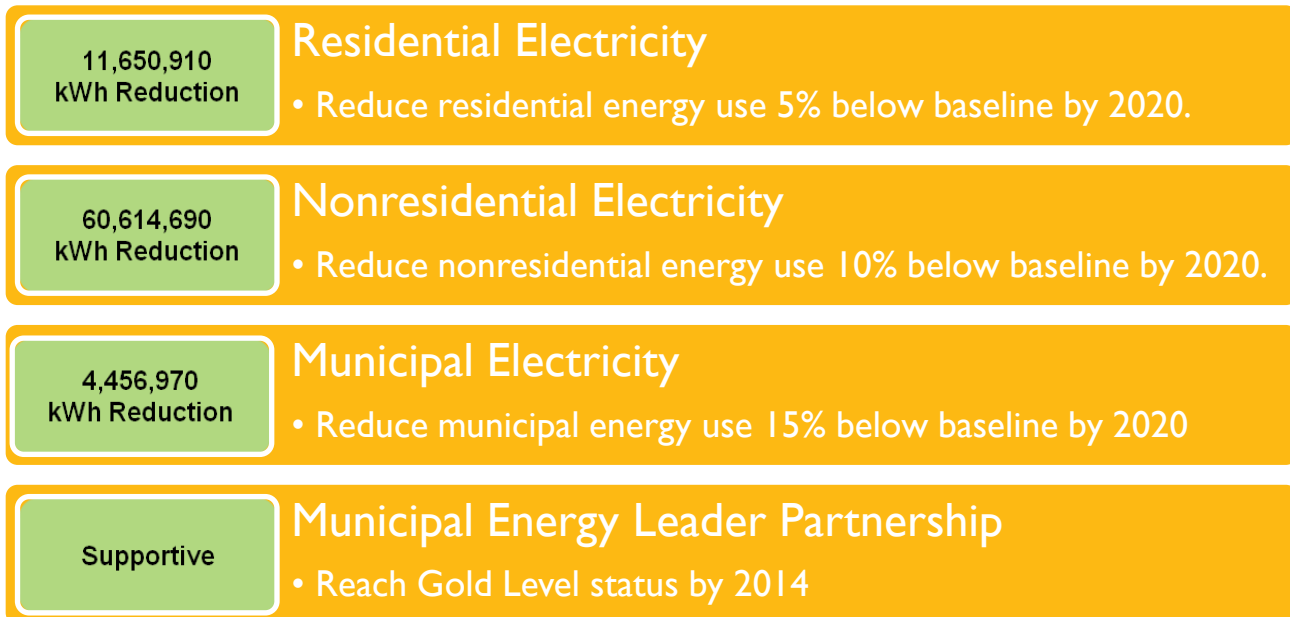 11,650,910
kWh Reduction
Residential Electricity
• Reduce residential energy use 5% below baseline by 2020.
60,614,690
kWh Reduction
Nonresidential Electricity
• Reduce nonresidential energy use 10% below baseline by 2020.
4,456,970
kWh Reduction
Municipal Electricity
• Reduce municipal energy use 15% below baseline by 2020
Supportive
Municipal Energy Leader Partnership
• Reach Gold Level status by 2014